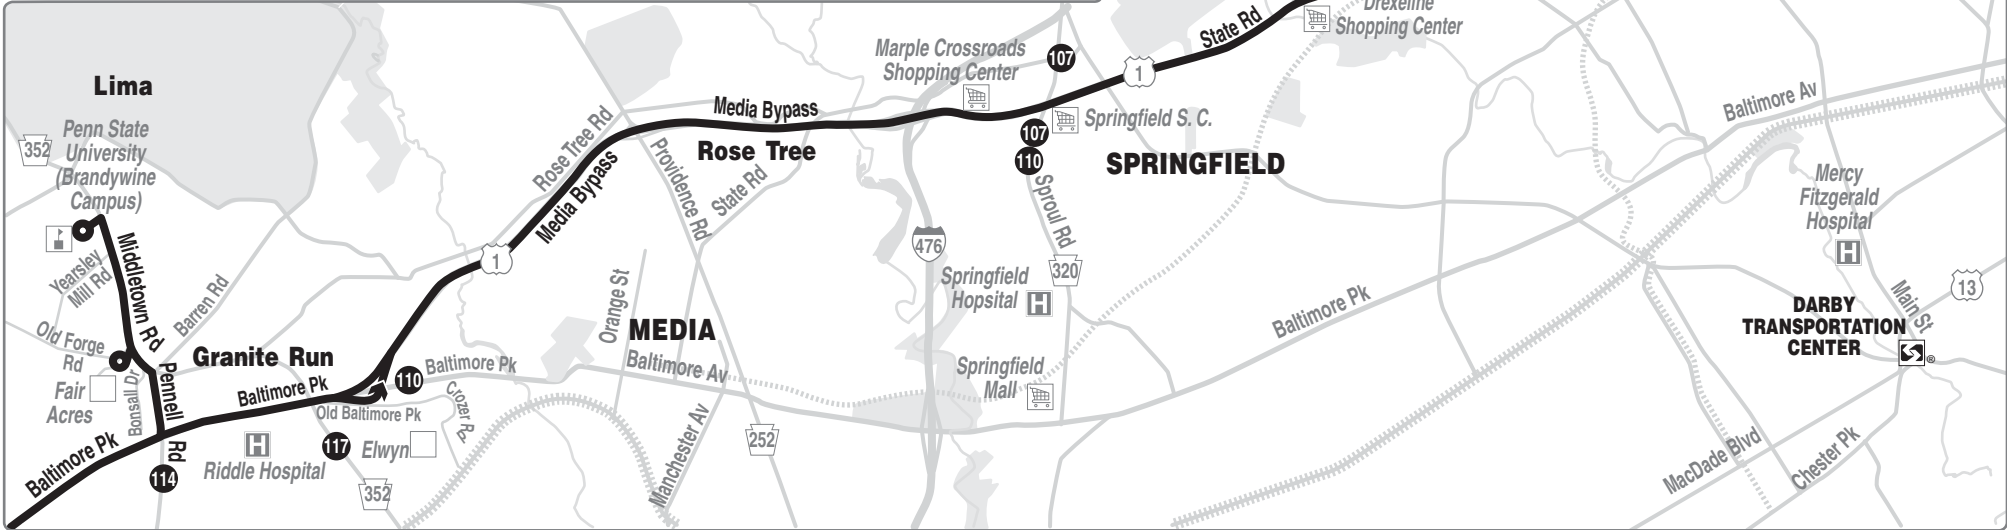 Drexeline
Shopping Center
State Rd
1
107
Marple Crossroads
Shopping Center
Lima
Penn State
University
(Brandywine
Campus)
352
Media Bypass
Rose Tree
Rose Tree Rd
Media Bypass
Providence Rd
State Rd
107
110
Springfield S. C.
SPRINGFIELD
Sproul Rd
Baltimore Av
Mercy
Fitzgerald
Hospital
H
Main St
13
1
476
320
Springfield
Hopsital
H
Middletown Rd
Yearsley
Mill Rd
Barren Rd
Old Forge
Rd
Fair
Acres
Bonsall Dr
Pennell
Rd
Granite Run
Baltimore Pk
110
Baltimore Pk
Old Baltimore Pk
Crozer Rd
Orange St
MEDIA
Baltimore Av
Springfield
Mall
Baltimore Pk
DARBY
TRANSPORTATION
CENTER
®
Baltimore Pk
114
H
Riddle Hospital
117
Elwyn
352
Manchester Av
252
MacDade Blvd
Chester Pk